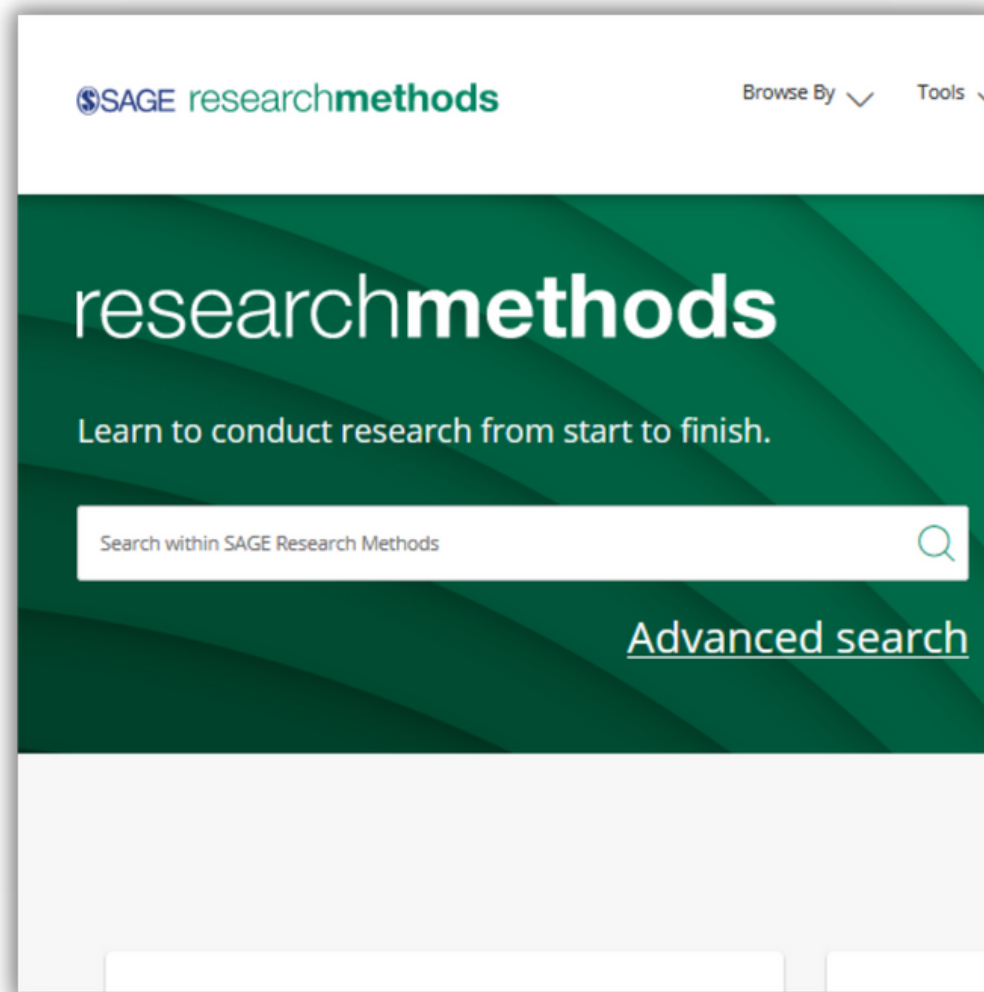 SAGE researchmethods
Browse By
Tools
researchmethods
Learn to conduct research from start to finish.
Search within SAGE Research Methods
Advanced search